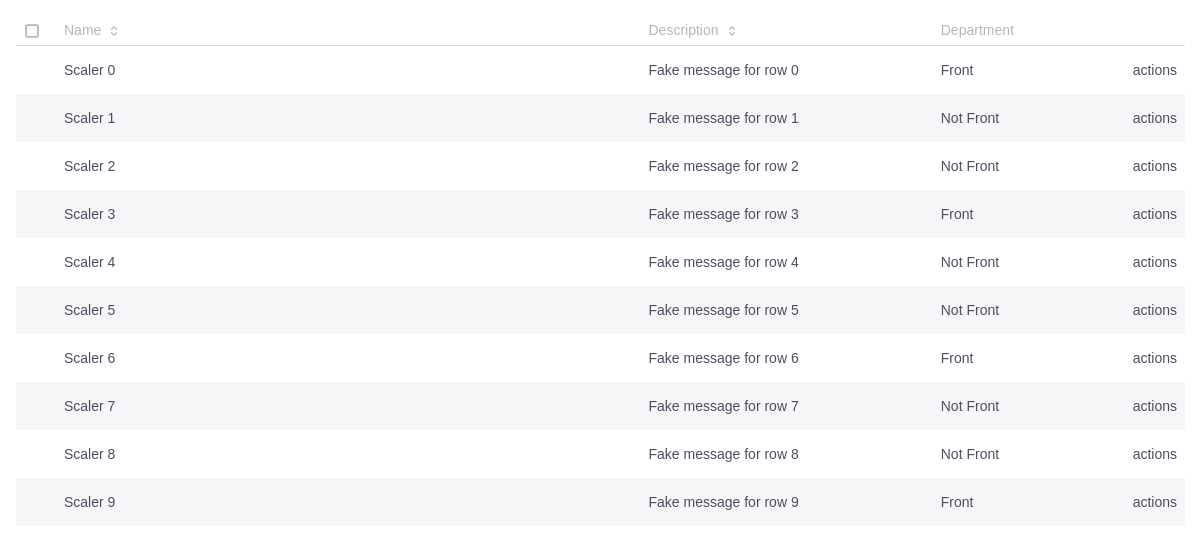 Name Description Department
Scaler 0 Fake message for row 0 Front actions
Scaler 1 Fake message for row 1 Not Front actions
Scaler 2 Fake message for row 2 Not Front actions
Scaler 3 Fake message for row 3 Front actions
Scaler 4 Fake message for row 4 Not Front actions
Scaler 5 Fake message for row 5 Not Front actions
Scaler 6 Fake message for row 6 Front actions
Scaler 7 Fake message for row 7 Not Front actions
Scaler 8 Fake message for row 8 Not Front actions
Scaler 9 Fake message for row 9 Front actions